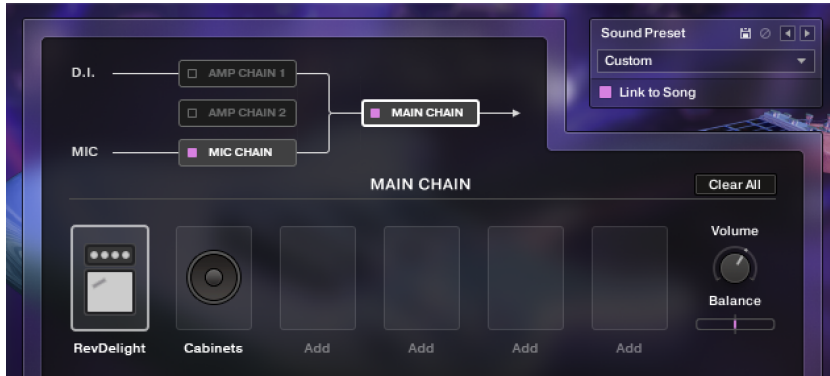 Sound Preset
Custom
Link to Song
D.I.
AMP CHAIN 1
AMP CHAIN 2
MAIN CHAIN
MIC
MIC CHAIN
MAIN CHAIN
Clear All
Volume
Balance
RevDelight
Cabinets
Add
Add
Add
Add